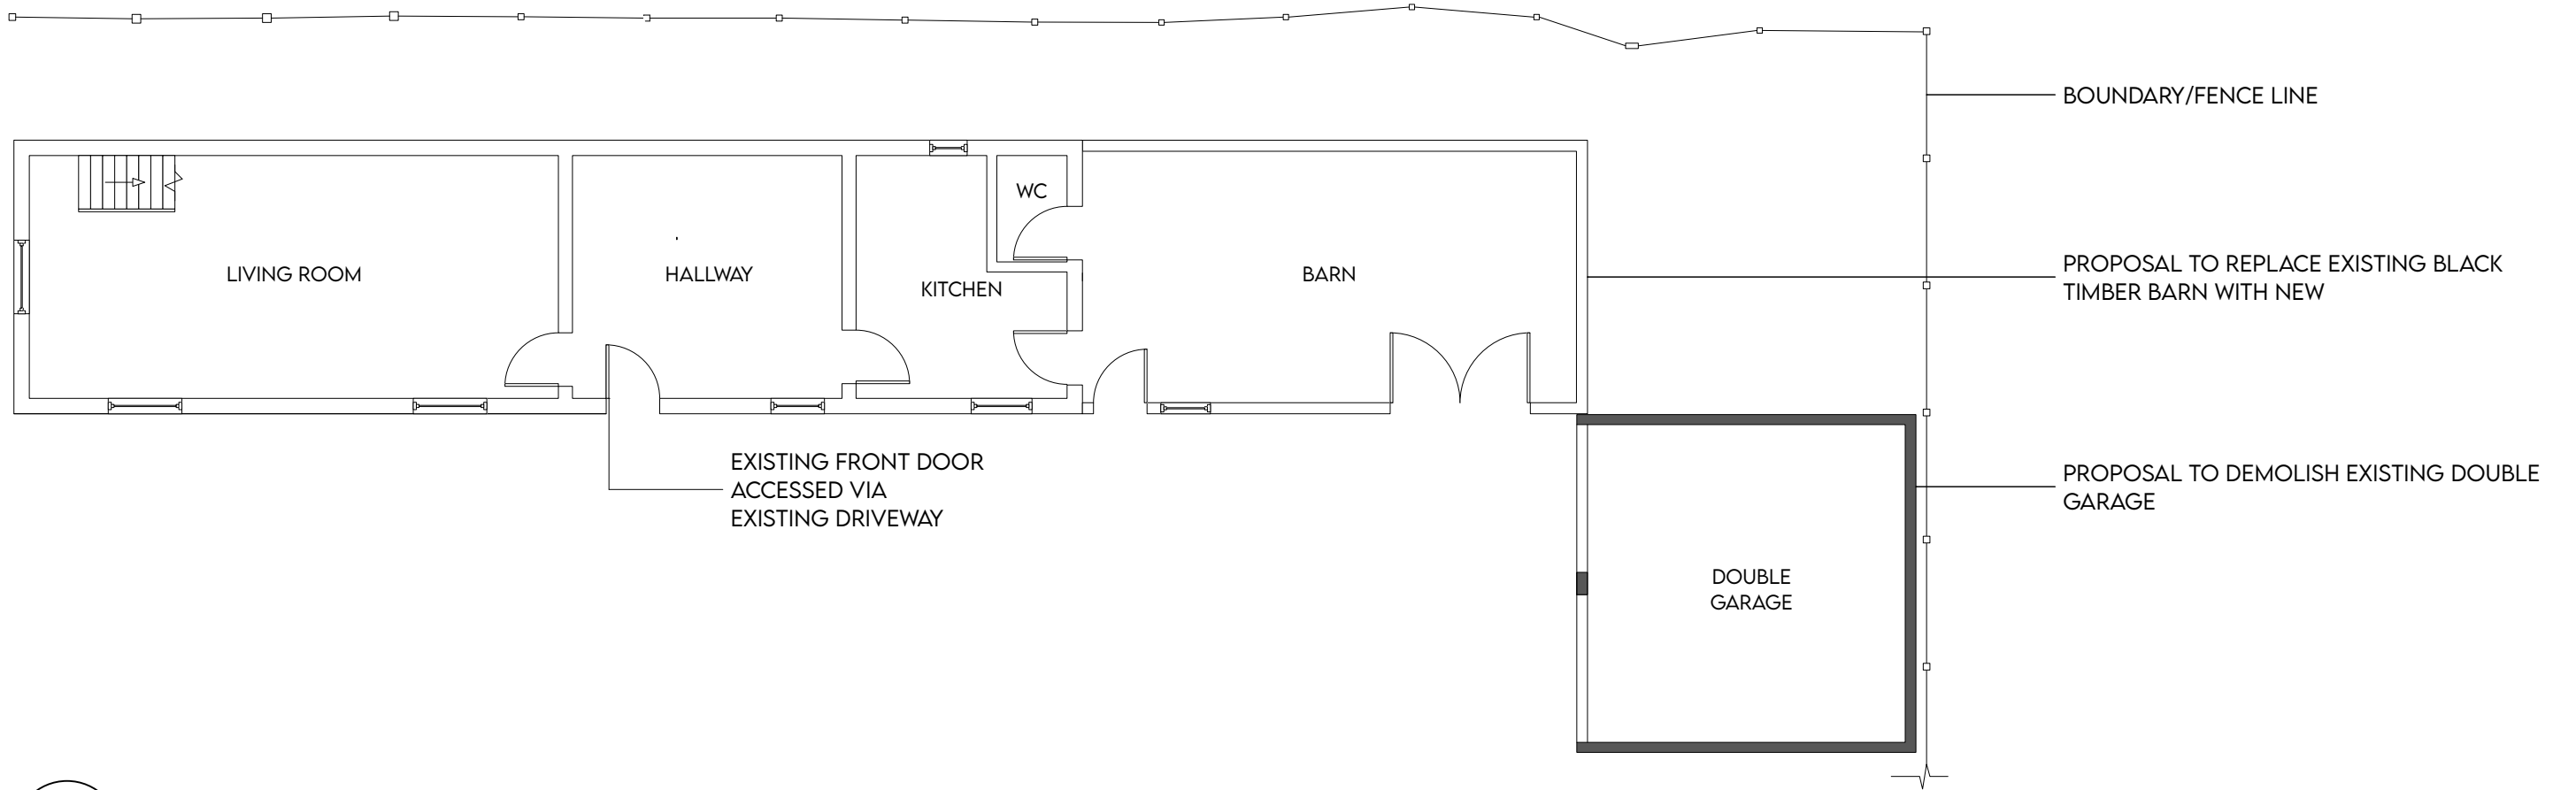 BOUNDARY/FENCE LINE
WC
LIVING ROOM
HALLWAY
KITCHEN
BARN
PROPOSAL TO REPLACE EXISTING BLACK
TIMBER BARN WITH NEW
EXISTING FRONT DOOR
ACCESSED VIA
EXISTING DRIVEWAY
PROPOSAL TO DEMOLISH EXISTING DOUBLE
GARAGE
DOUBLE
GARAGE